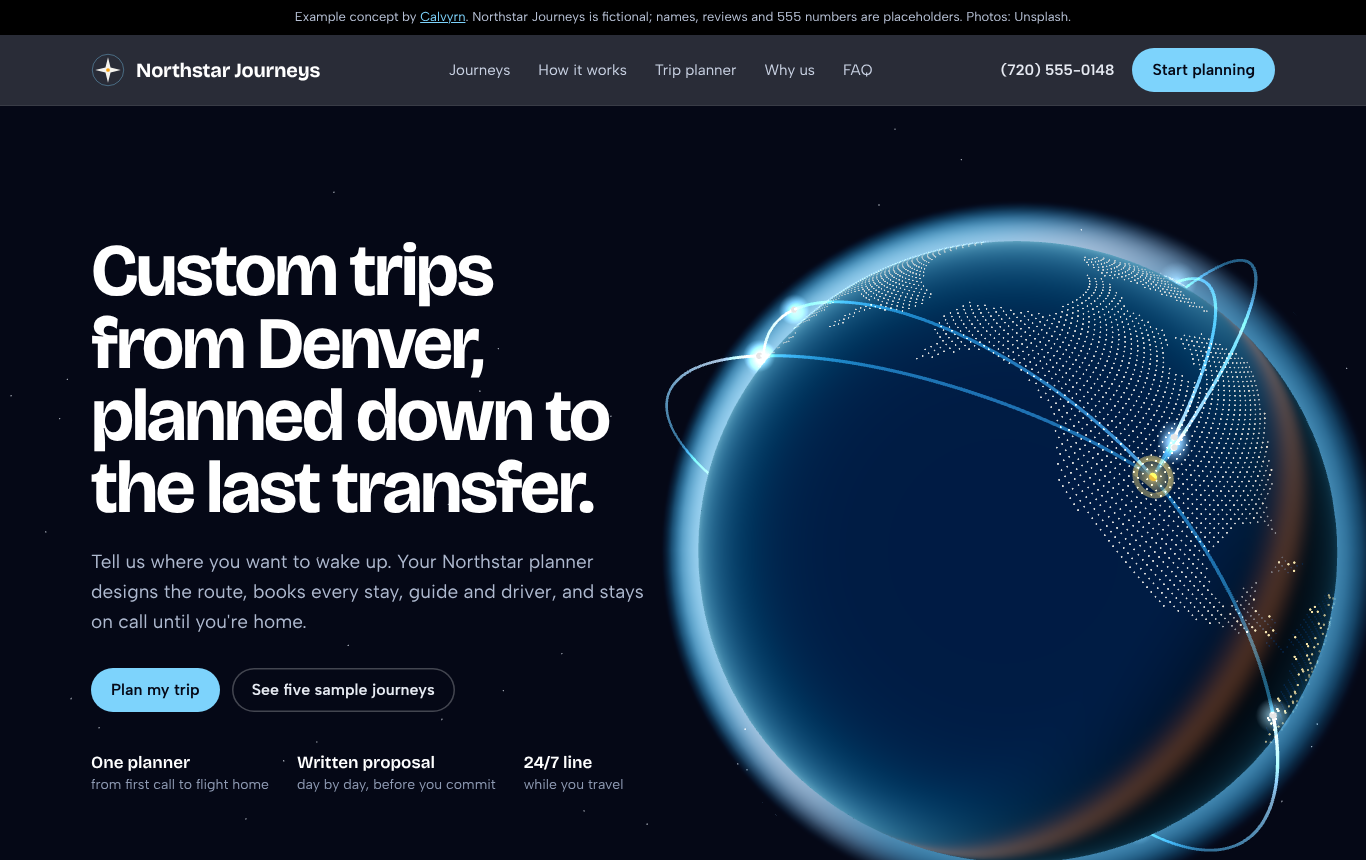 Example concept by Calvyrn. Northstar Journeys is fictional; names, reviews and 555 numbers are placeholders. Photos: Unsplash.
Northstar Journeys
Journeys
How it works
Trip planner
Why us
FAQ
(720) 555-0148
Start planning
Custom trips
from Denver,
planned down to
the last transfer.
Tell us where you want to wake up. Your Northstar planner
designs the route, books every stay, guide and driver, and stays
on call until you're home.
Plan my trip
See five sample journeys
One planner
from first call to flight home
Written proposal
day by day, before you commit
24/7 line
while you travel